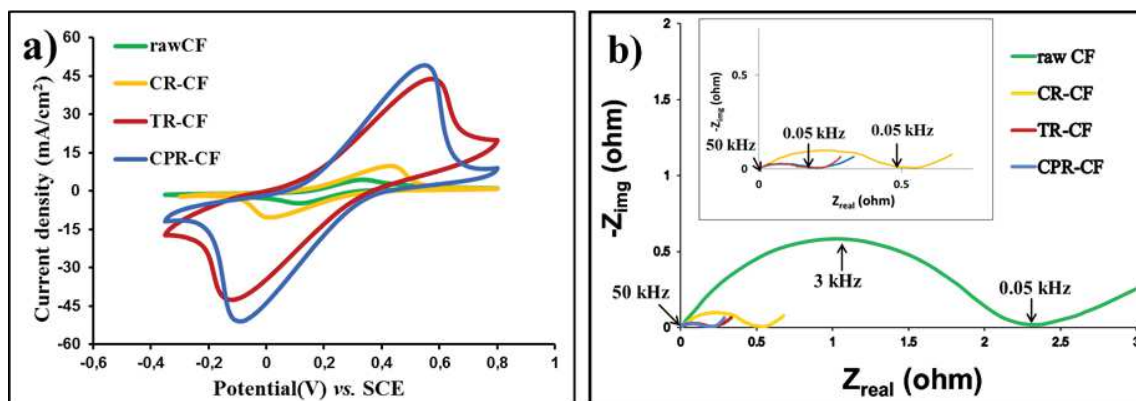 a)
rawCF
CR-CF
TR-CF
CPR-CF
Current density (mA/cm²)
60
45
30
15
0
-15
-30
-45
-60
-0,6 -0,4 -0,2 0 0,2 0,4 0,6 0,8 1
Potential(V) vs. SCE
b)
-Zimg (ohm)
2
1.5
1
0.5
0
raw CF
CR-CF
TR-CF
CPR-CF
-Zimg (ohm)
0.5
0
50 kHz
0.05 kHz
0.05 kHz
0 0.5
Zreal (ohm)
50 kHz
3 kHz
0.05 kHz
0 0.5 1 1.5 2 2.5 3
Zreal (ohm)